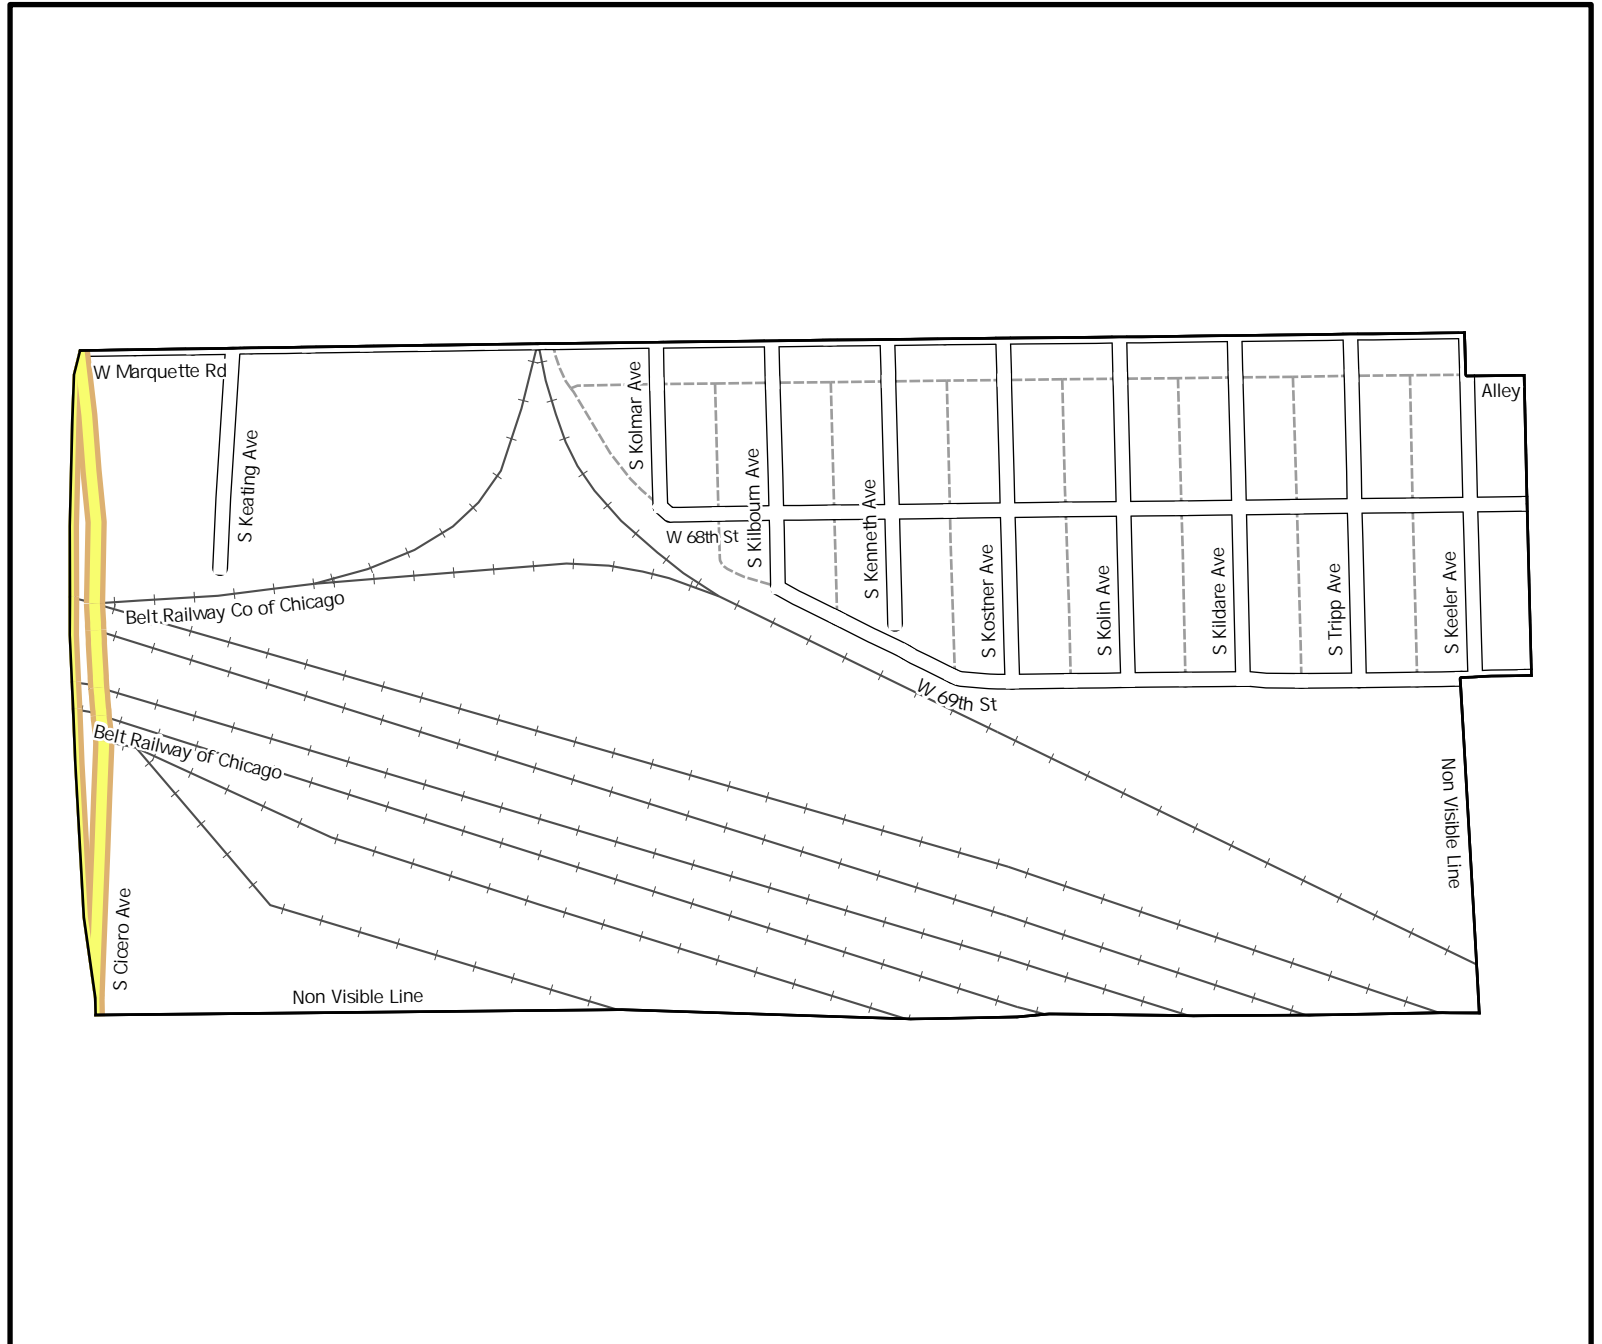 W Marquette Rd
Alley
S Kolmar Ave
S Keating Ave
S Kilbourn Ave
S Kenneth Ave
W 68th St
S Kostner Ave
S Kolin Ave
S Kildare Ave
S Tripp Ave
S Keeler Ave
Belt Railway Co of Chicago
W 69th St
Belt Railway of Chicago
Non Visible Line
S Cicero Ave
Non Visible Line